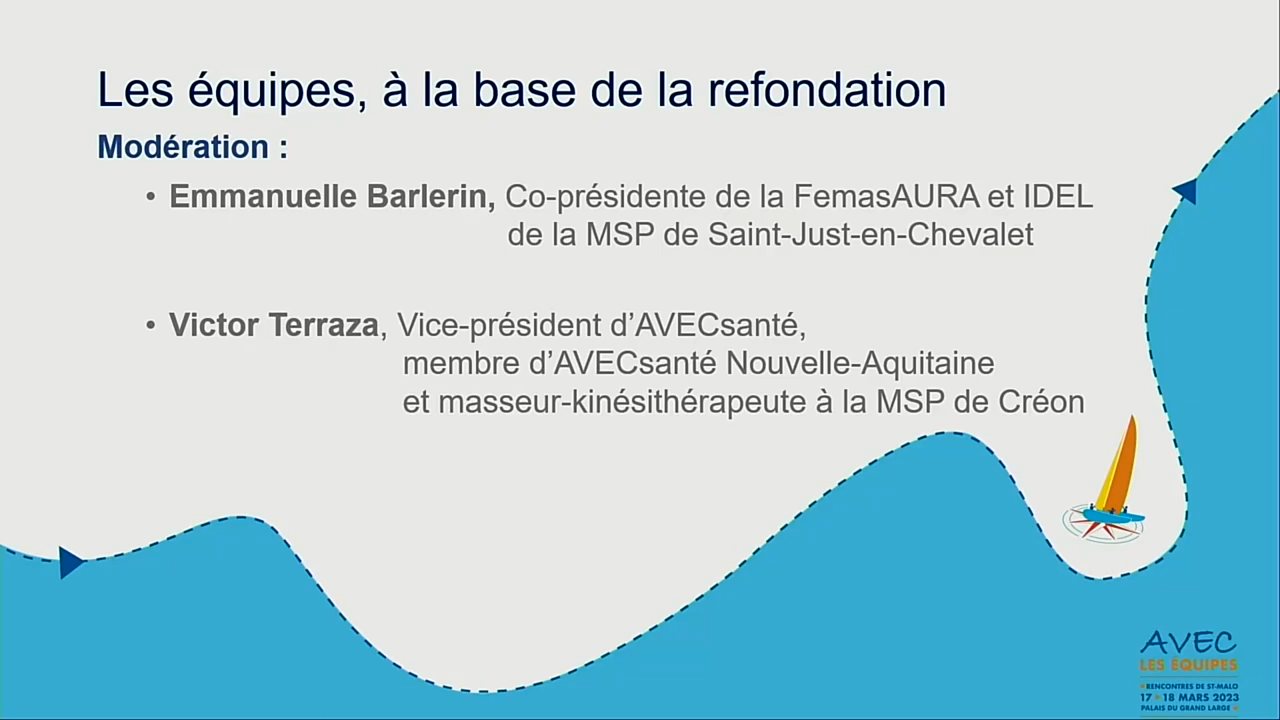 Les équipes, à la base de la refondation
Modération :
• Emmanuelle Barlerin, Co-présidente de la FemasAURA et IDEL
de la MSP de Saint-Just-en-Chevalet
• Victor Terraza, Vice-président d’AVECsanté,
membre d’AVECsanté Nouvelle-Aquitaine
et masseur-kinésithérapeute à la MSP de Créon
AVEC
LES ÉQUIPES
RENCONTRES DE ST-MALO
17 18 MARS 2023
PALAIS DU GRAND LARGE